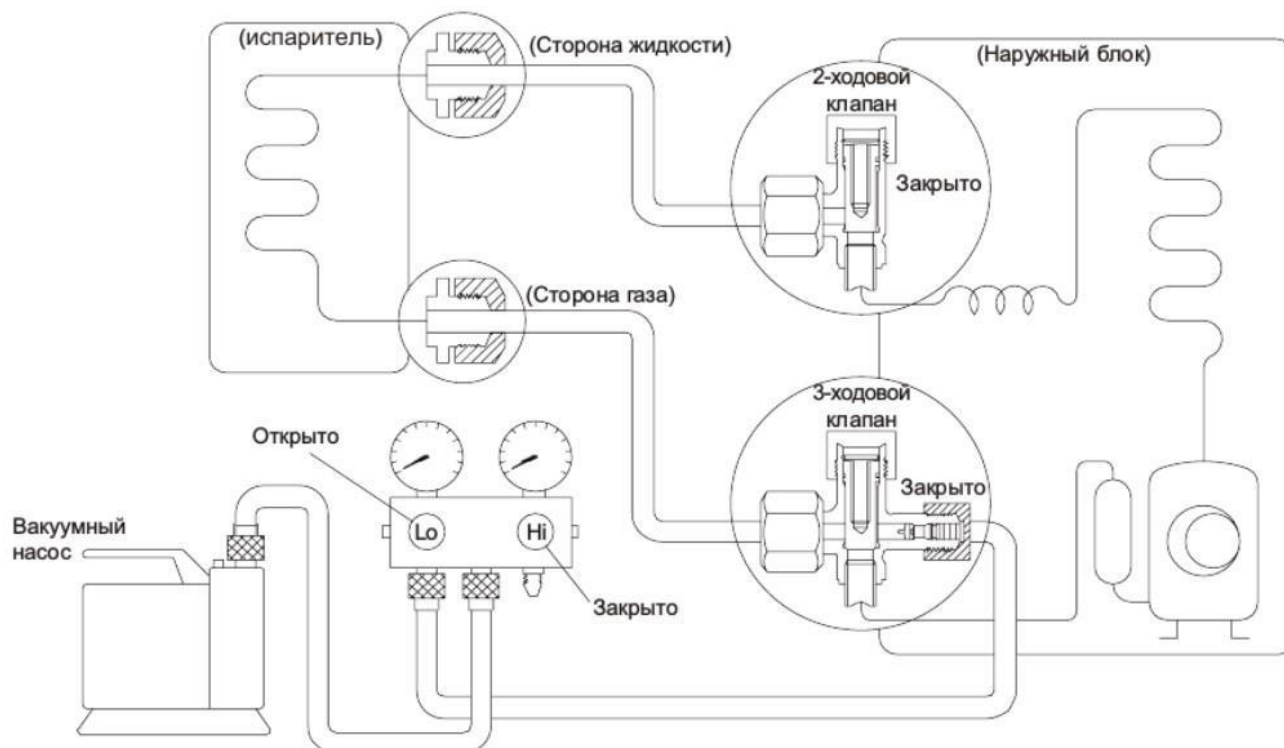 (испаритель)
(Сторона жидкости)
(Наружный блок)
2-ходовой
клапан
Закрыто
(Сторона газа)
3-ходовой
клапан
Закрыто
Открыто
Lo
Hi
Вакуумный
насос
Закрыто